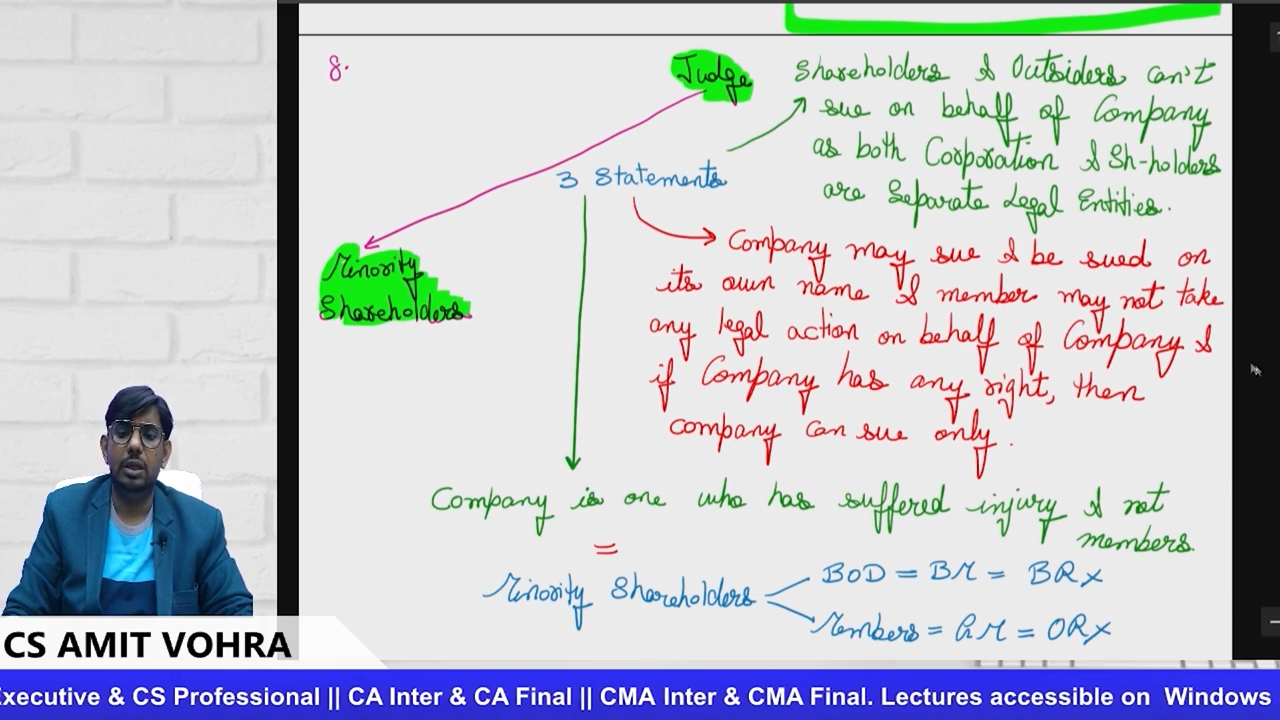 8.
Judge
Shareholders & Outsiders can't
sue on behalf of Company
as both Corporation & Sh-holders
are Separate Legal Entities.
3 Statements
Minority
Shareholders
Company may sue & be sued on
its own name & member may not take
any legal action on behalf of Company &
if Company has any right, then
company can sue only.
Company is one who has suffered injury & not
members.
=
Minority Shareholders
BOD = BM = BR x
Members = GM = OR x
CS AMIT VOHRA
Executive & CS Professional || CA Inter & CA Final || CMA Inter & CMA Final. Lectures accessible on Windows